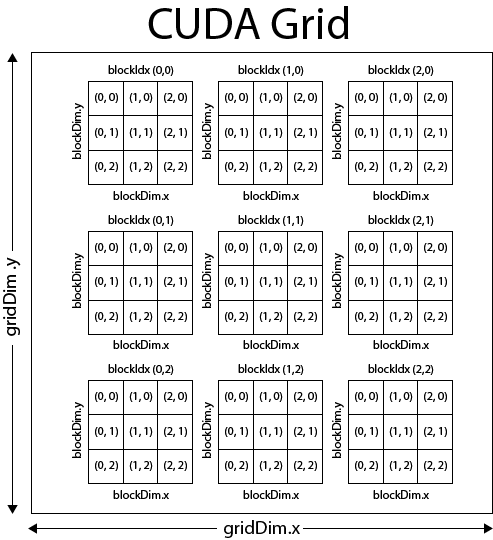 CUDA Grid
blockIdx (0,0) blockIdx (1,0) blockIdx (2,0)
blockDim.y (0, 0) (1, 0) (2, 0) blockDim.y (0, 0) (1, 0) (2, 0) blockDim.y (0, 0) (1, 0) (2, 0)
(0, 1) (1, 1) (2, 1) (0, 1) (1, 1) (2, 1) (0, 1) (1, 1) (2, 1)
(0, 2) (1, 2) (2, 2) (0, 2) (1, 2) (2, 2) (0, 2) (1, 2) (2, 2)
blockDim.x blockDim.x blockDim.x
blockIdx (0,1) blockIdx (1,1) blockIdx (2,1)
blockDim.y (0, 0) (1, 0) (2, 0) blockDim.y (0, 0) (1, 0) (2, 0) blockDim.y (0, 0) (1, 0) (2, 0)
(0, 1) (1, 1) (2, 1) (0, 1) (1, 1) (2, 1) (0, 1) (1, 1) (2, 1)
(0, 2) (1, 2) (2, 2) (0, 2) (1, 2) (2, 2) (0, 2) (1, 2) (2, 2)
blockDim.x blockDim.x blockDim.x
gridDim .y
blockIdx (0,2) blockIdx (1,2) blockIdx (2,2)
blockDim.y (0, 0) (1, 0) (2, 0) blockDim.y (0, 0) (1, 0) (2, 0) blockDim.y (0, 0) (1, 0) (2, 0)
(0, 1) (1, 1) (2, 1) (0, 1) (1, 1) (2, 1) (0, 1) (1, 1) (2, 1)
(0, 2) (1, 2) (2, 2) (0, 2) (1, 2) (2, 2) (0, 2) (1, 2) (2, 2)
blockDim.x blockDim.x blockDim.x
gridDim.x